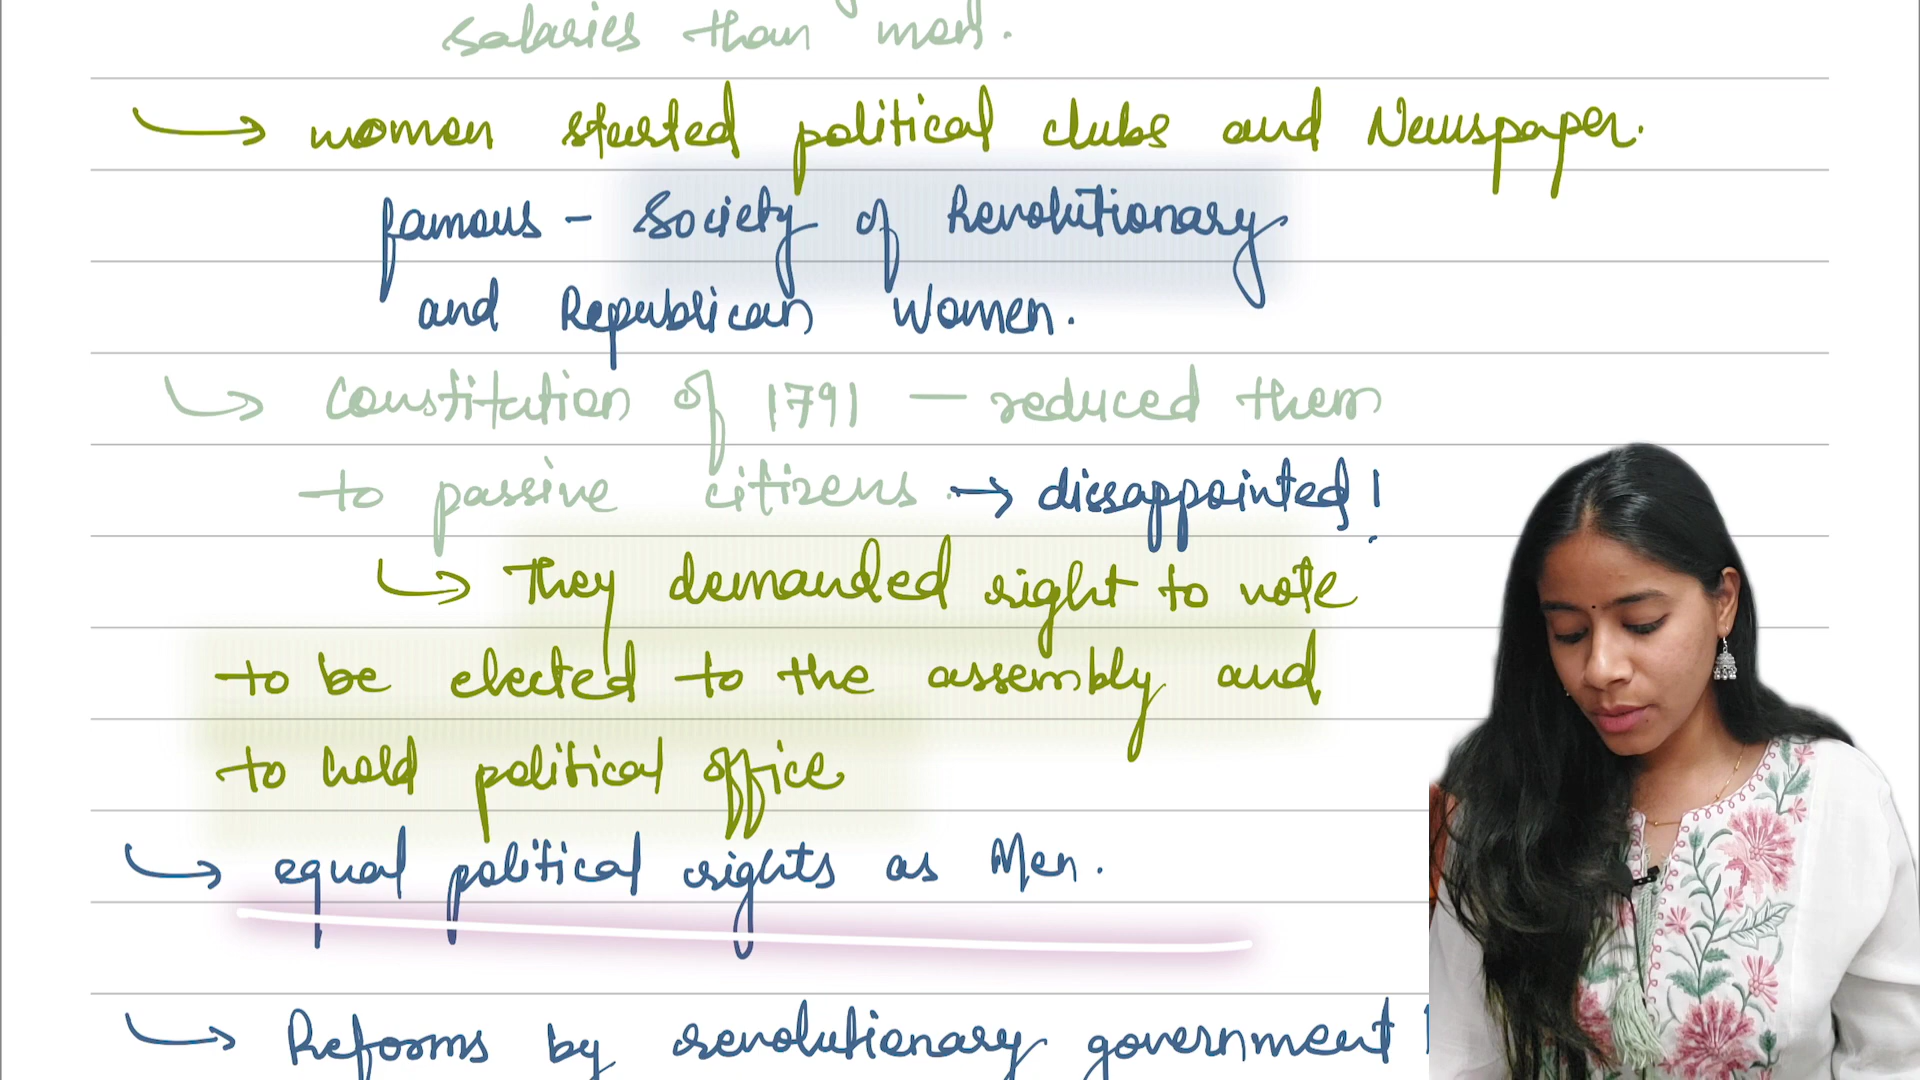 salaries than men.
↳ women started political clubs and Newspaper.
famous - Society of Revolutionary
and Republican Women.
↳ Constitution of 1791 — reduced them
to passive citizens. → dissappointed!
↳ They demanded right to vote
to be elected to the assembly and
to hold political office
↳ equal political rights as Men.
↳ Reforms by revolutionary government